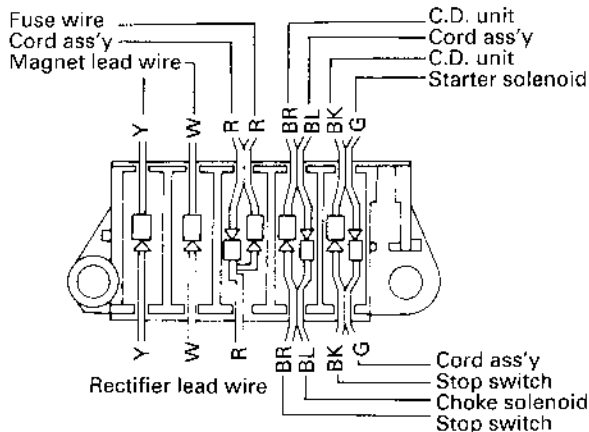 Fuse wire
Cord ass'y
Magnet lead wire
C.D. unit
Cord ass'y
C.D. unit
Starter solenoid
Y W R R BR BL BK G
Y W R BR BL BK G
Rectifier lead wire
Cord ass'y
Stop switch
Choke solenoid
Stop switch